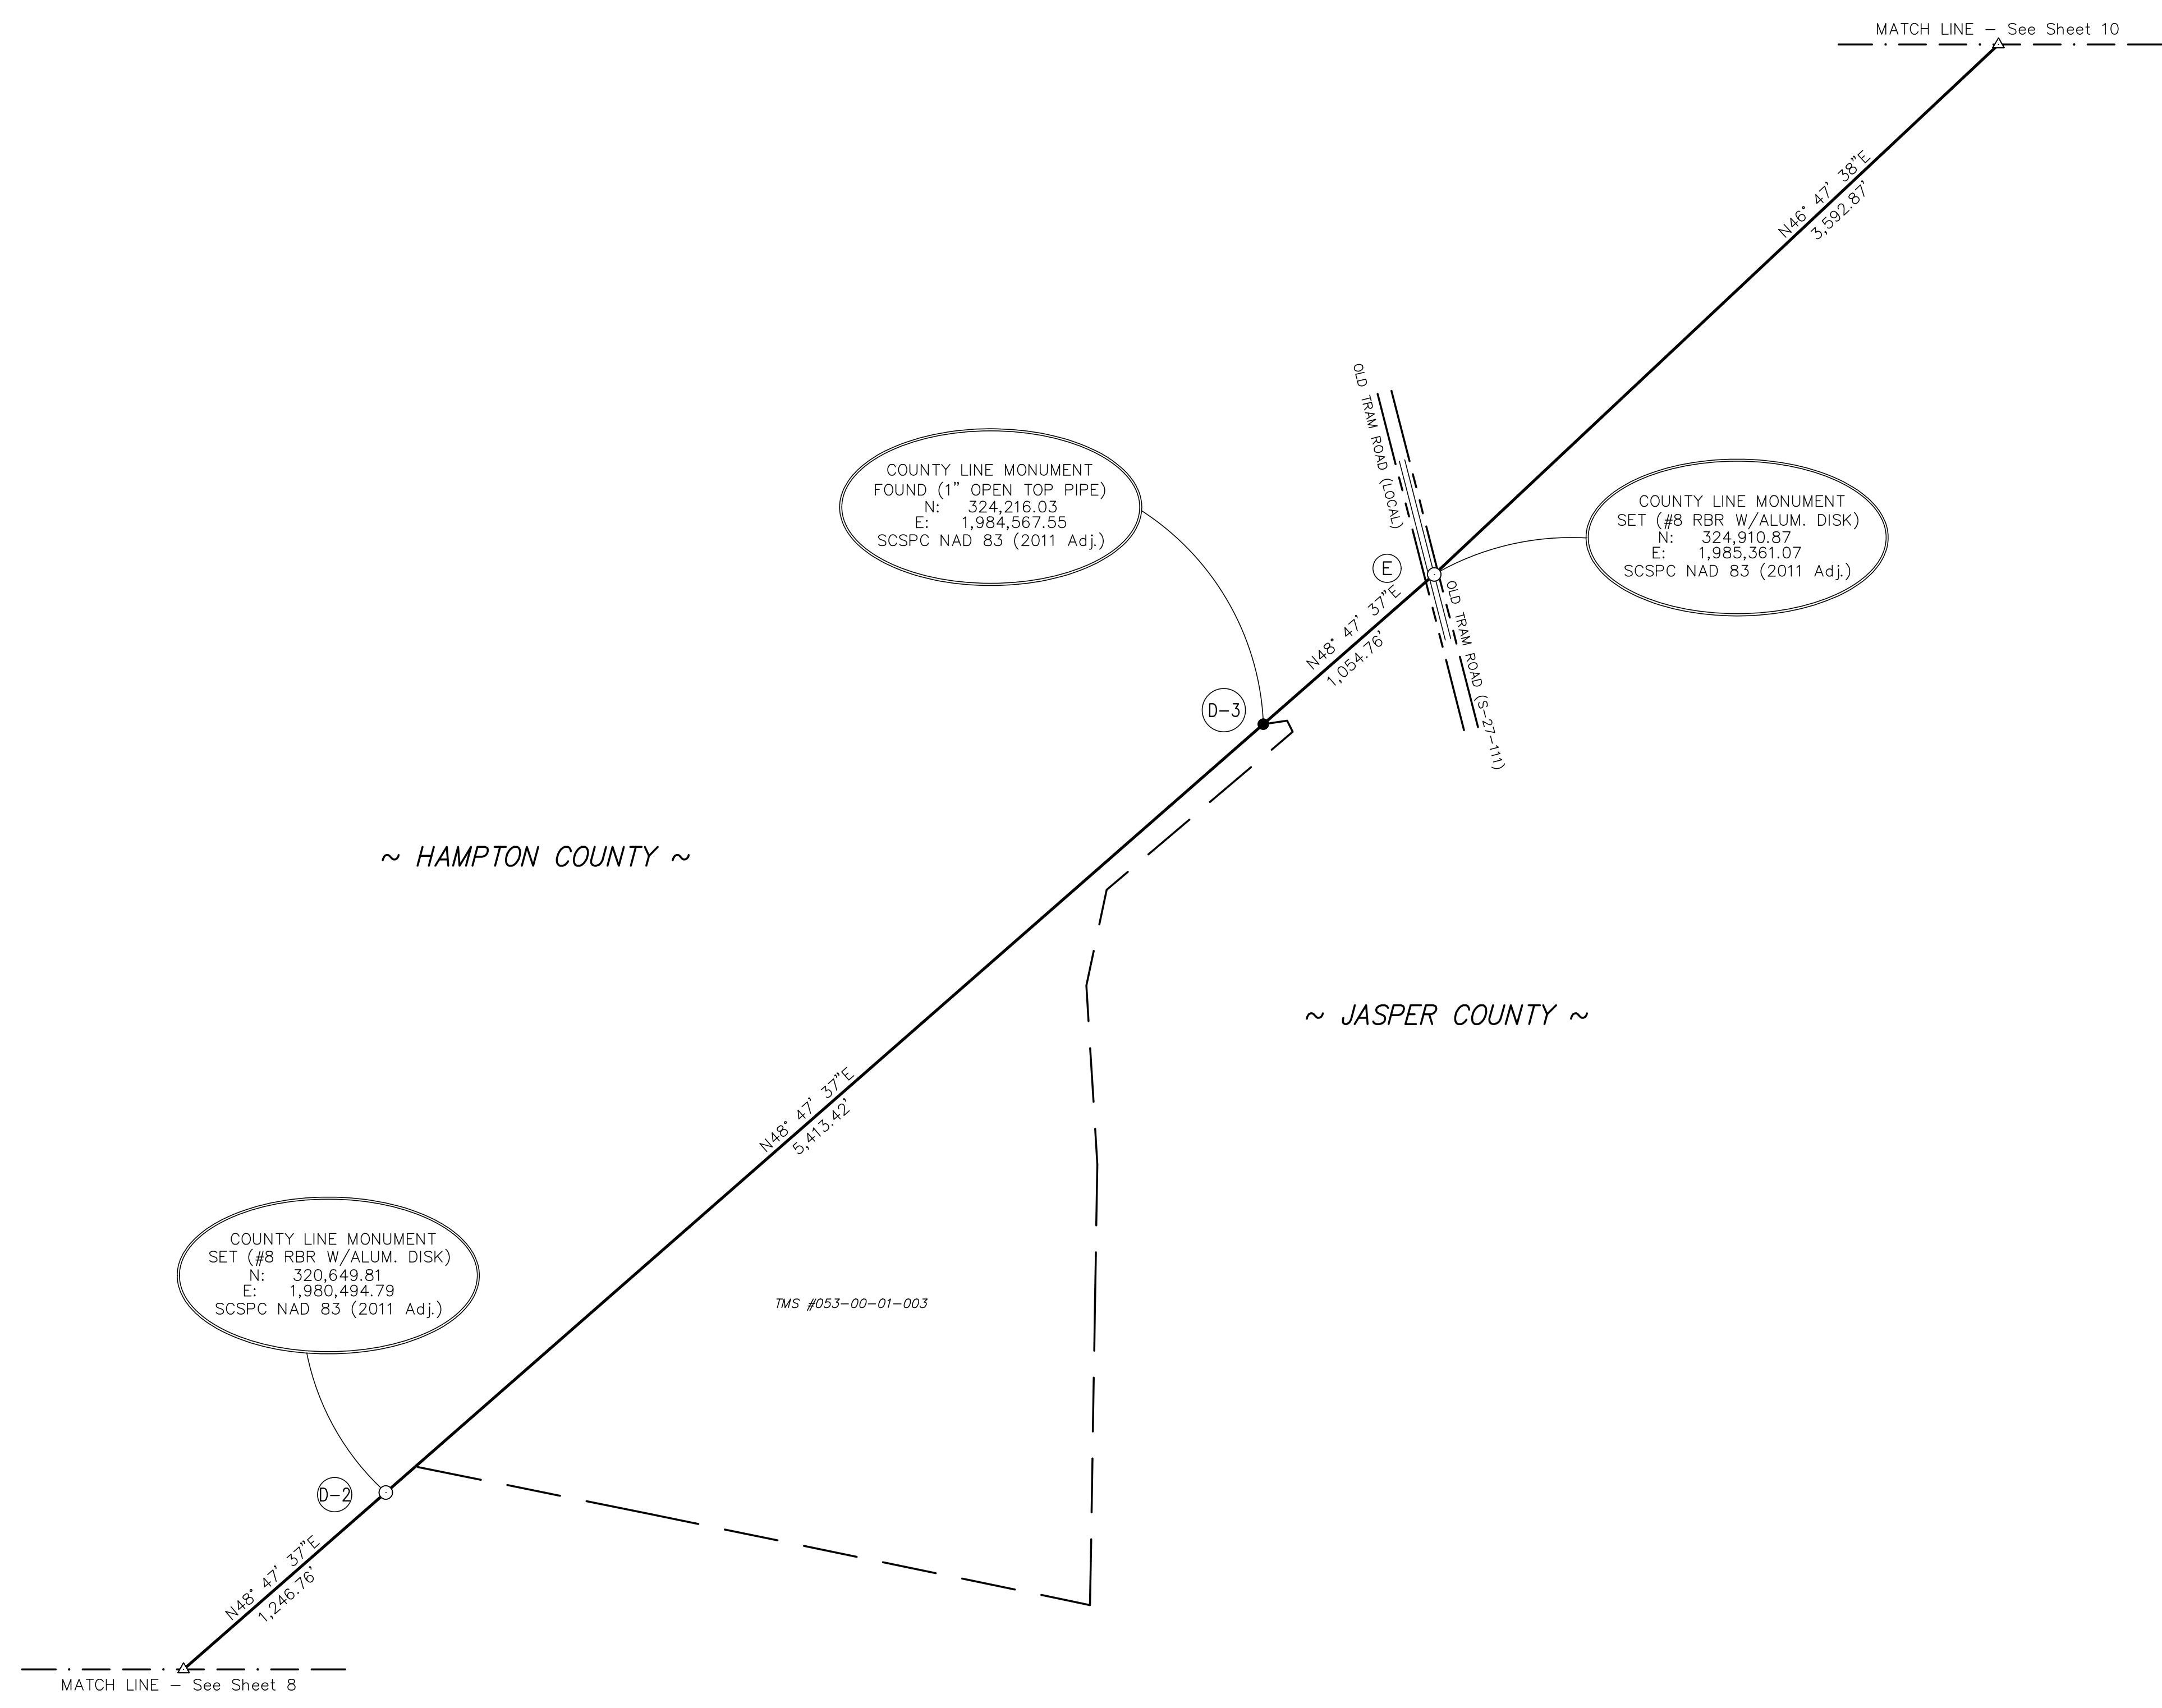 MATCH LINE – See Sheet 10
N46° 47' 38"E
3,592.87'
OLD TRAM ROAD (LOCAL)
COUNTY LINE MONUMENT
FOUND (1" OPEN TOP PIPE)
N: 324,216.03
E: 1,984,567.55
SCSPC NAD 83 (2011 Adj.)
COUNTY LINE MONUMENT
SET (#8 RBR W/ALUM. DISK)
N: 324,910.87
E: 1,985,361.07
SCSPC NAD 83 (2011 Adj.)
E
OLD TRAM ROAD (S-27-111)
N48° 47' 37"E
1,054.76'
D-3
~ HAMPTON COUNTY ~
~ JASPER COUNTY ~
N48° 47' 37"E
5,413.42'
COUNTY LINE MONUMENT
SET (#8 RBR W/ALUM. DISK)
N: 320,649.81
E: 1,980,494.79
SCSPC NAD 83 (2011 Adj.)
TMS #053-00-01-003
D-2
N48° 47' 37"E
1,246.76'
MATCH LINE – See Sheet 8